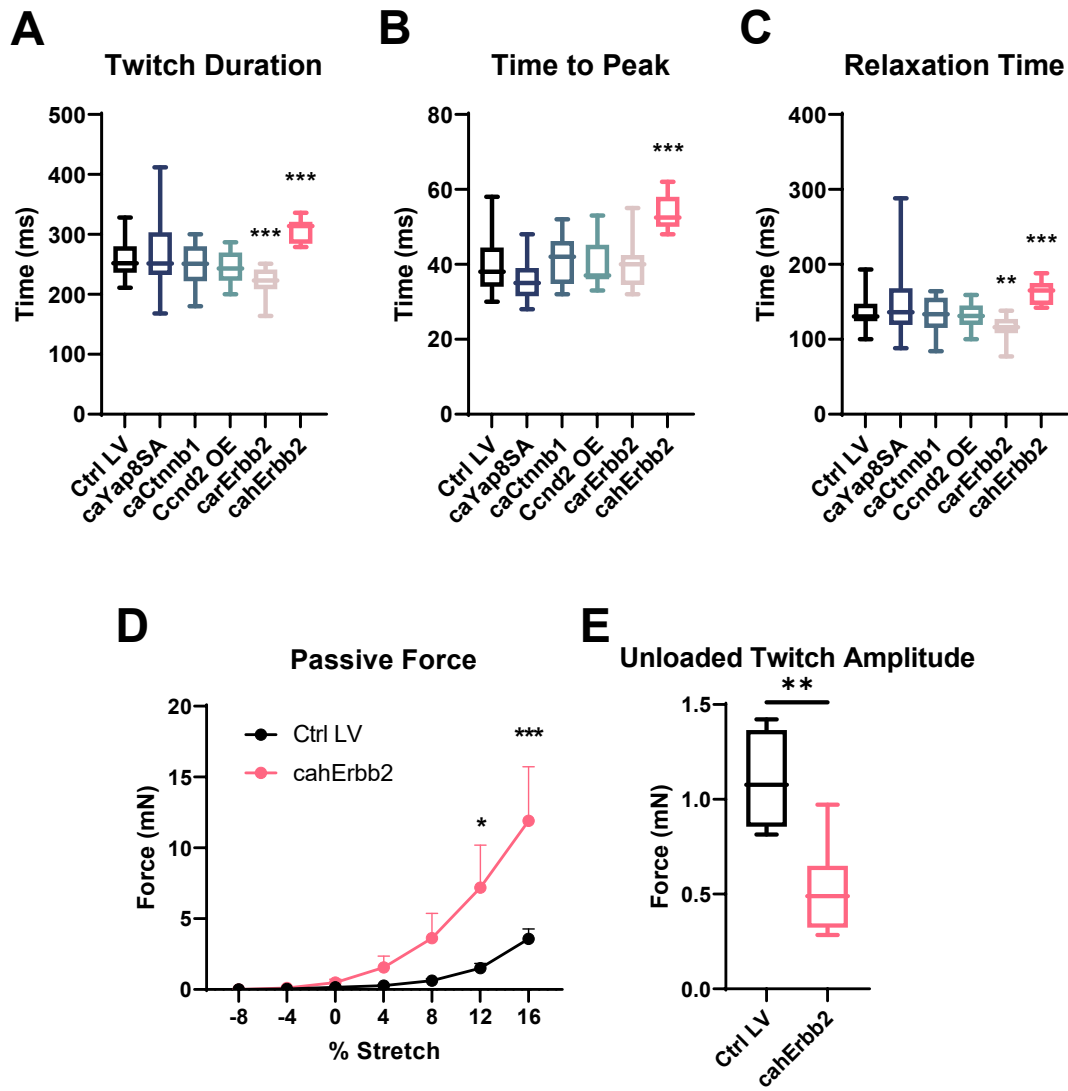 A
Twitch Duration
Time (ms)
500
400
300
200
100
0
***
***
Ctrl LV
caYap8SA
caCtnnb1
Ccnd2 OE
carErbb2
cahErbb2
B
Time to Peak
Time (ms)
80
60
40
20
0
***
Ctrl LV
caYap8SA
caCtnnb1
Ccnd2 OE
carErbb2
cahErbb2
C
Relaxation Time
Time (ms)
400
300
200
100
0
**
***
Ctrl LV
caYap8SA
caCtnnb1
Ccnd2 OE
carErbb2
cahErbb2
D
Passive Force
Force (mN)
20
15
10
5
0
Ctrl LV
cahErbb2
*
***
-8 -4 0 4 8 12 16
% Stretch
E
Unloaded Twitch Amplitude
Force (mN)
1.5
1.0
0.5
0.0
**
Ctrl LV
cahErbb2